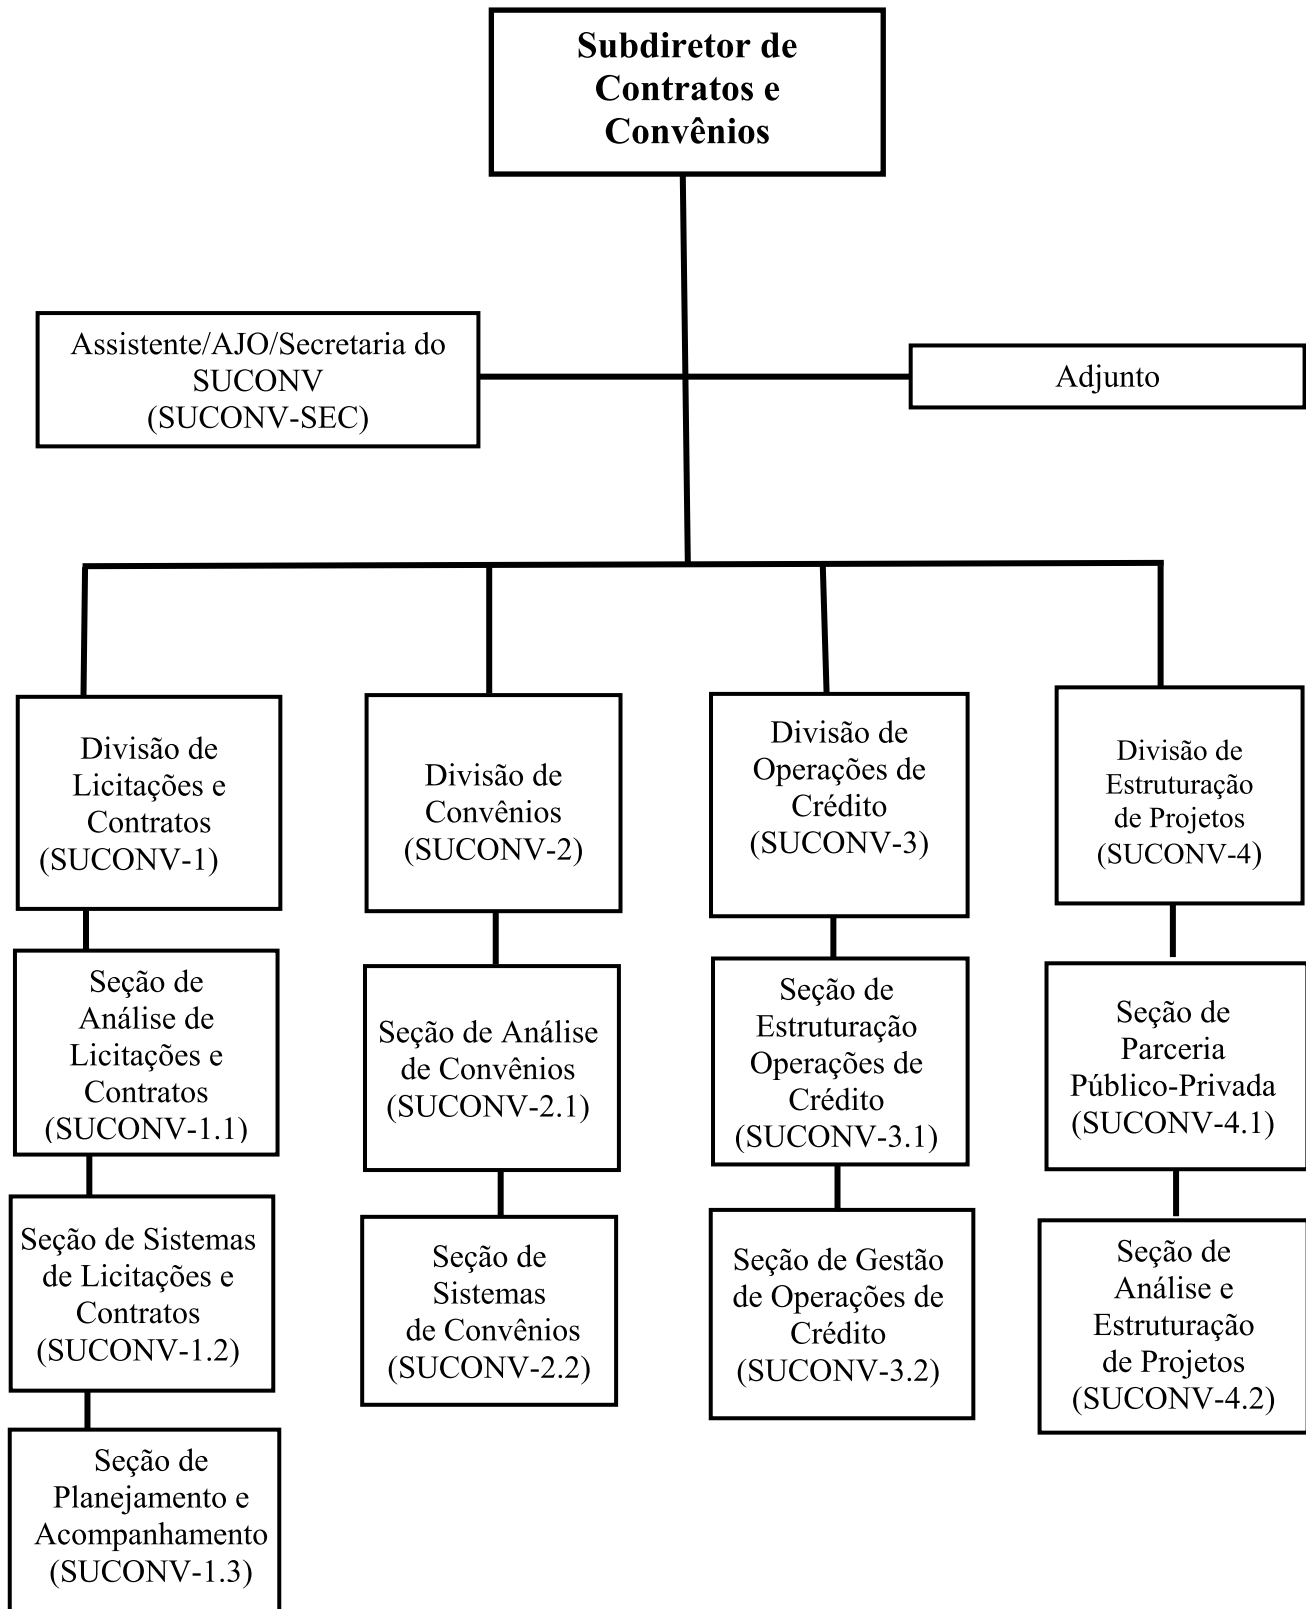 Subdiretor de
Contratos e
Convênios
Assistente/AJO/Secretaria do
SUCONV
(SUCONV-SEC)
Adjunto
Divisão de
Licitações e
Contratos
(SUCONV-1)
Divisão de
Convênios
(SUCONV-2)
Divisão de
Operações de
Crédito
(SUCONV-3)
Divisão de
Estruturação
de Projetos
(SUCONV-4)
Seção de
Análise de
Licitações e
Contratos
(SUCONV-1.1)
Seção de Análise
de Convênios
(SUCONV-2.1)
Seção de
Estruturação
Operações de
Crédito
(SUCONV-3.1)
Seção de
Parceria
Público-Privada
(SUCONV-4.1)
Seção de Sistemas
de Licitações e
Contratos
(SUCONV-1.2)
Seção de
Sistemas
de Convênios
(SUCONV-2.2)
Seção de Gestão
de Operações de
Crédito
(SUCONV-3.2)
Seção de
Análise e
Estruturação
de Projetos
(SUCONV-4.2)
Seção de
Planejamento e
Acompanhamento
(SUCONV-1.3)